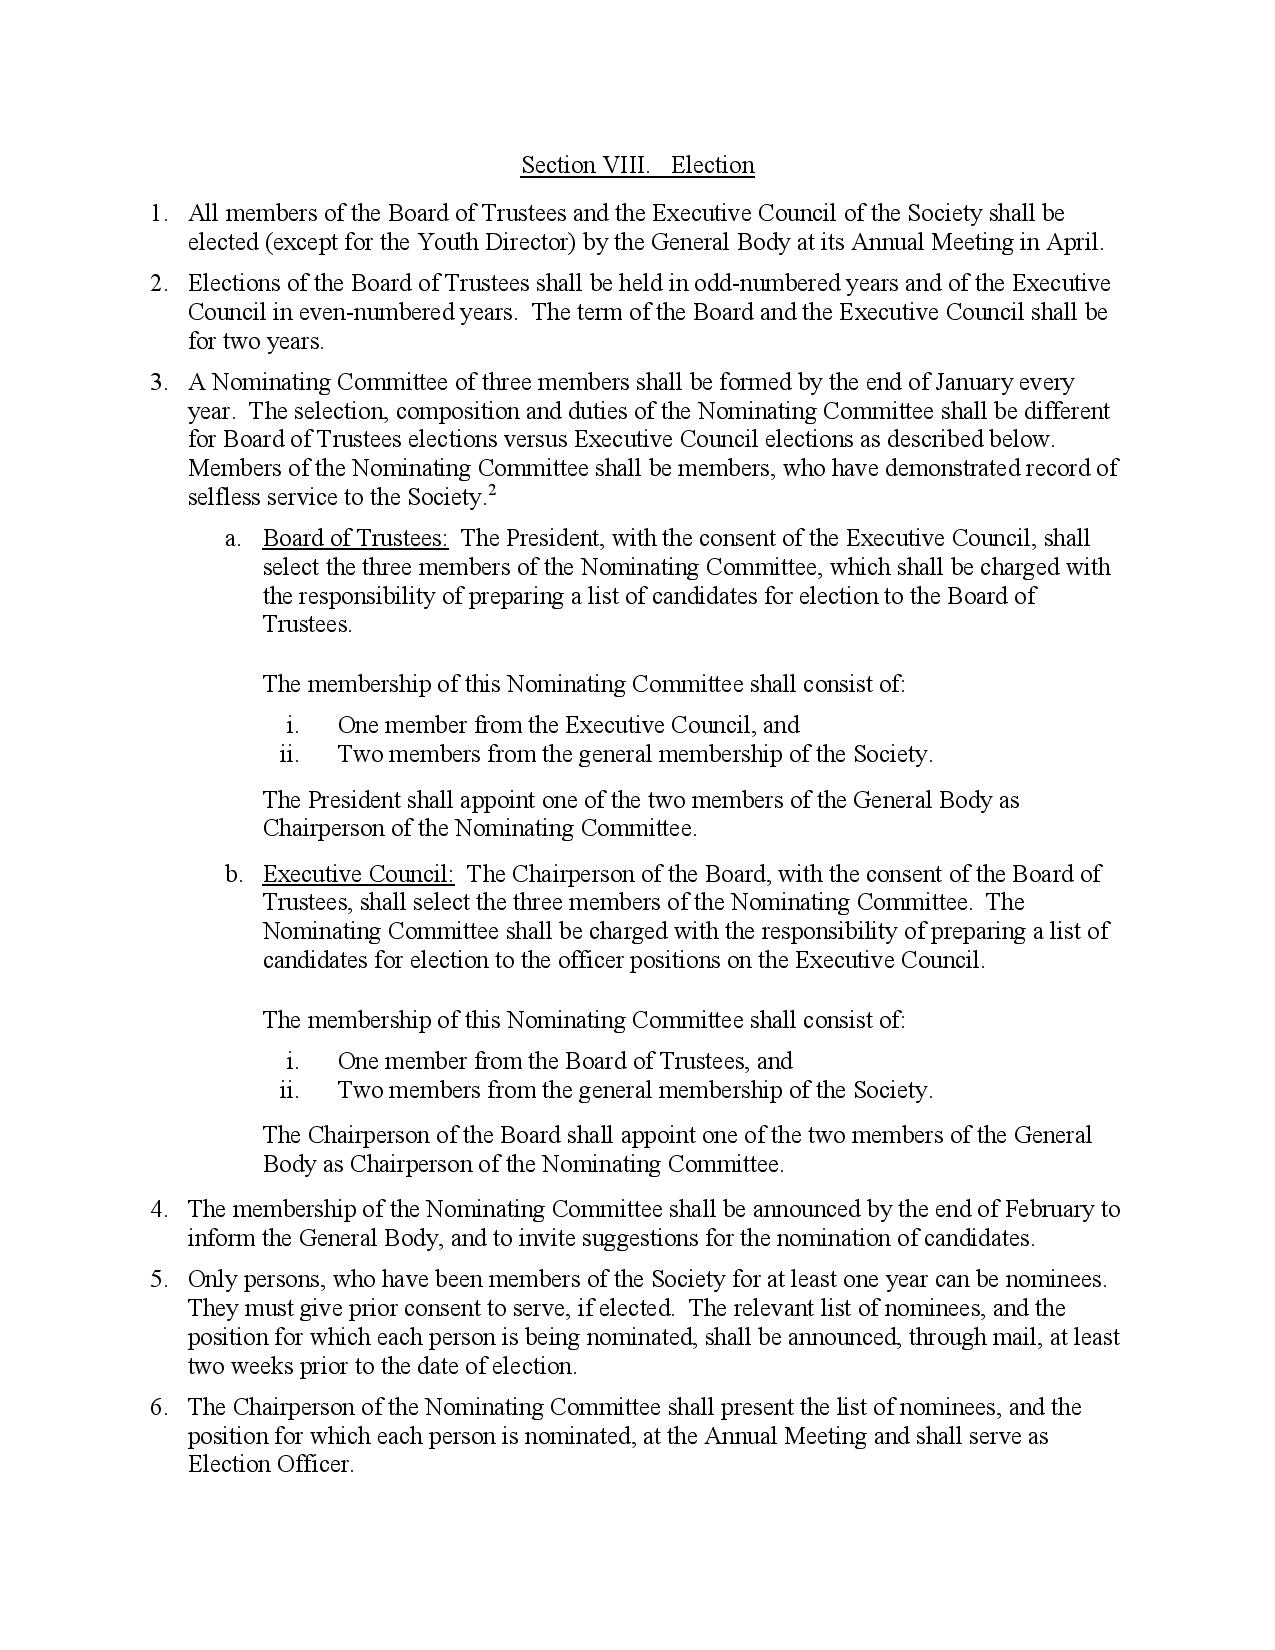 Section VIII. Election
1. All members of the Board of Trustees and the Executive Council of the Society shall be
elected (except for the Youth Director) by the General Body at its Annual Meeting in April.
2. Elections of the Board of Trustees shall be held in odd-numbered years and of the Executive
Council in even-numbered years. The term of the Board and the Executive Council shall be
for two years.
3. A Nominating Committee of three members shall be formed by the end of January every
year. The selection, composition and duties of the Nominating Committee shall be different
for Board of Trustees elections versus Executive Council elections as described below.
Members of the Nominating Committee shall be members, who have demonstrated record of
selfless service to the Society.²
a. Board of Trustees: The President, with the consent of the Executive Council, shall
select the three members of the Nominating Committee, which shall be charged with
the responsibility of preparing a list of candidates for election to the Board of
Trustees.
The membership of this Nominating Committee shall consist of:
i. One member from the Executive Council, and
ii. Two members from the general membership of the Society.
The President shall appoint one of the two members of the General Body as
Chairperson of the Nominating Committee.
b. Executive Council: The Chairperson of the Board, with the consent of the Board of
Trustees, shall select the three members of the Nominating Committee. The
Nominating Committee shall be charged with the responsibility of preparing a list of
candidates for election to the officer positions on the Executive Council.
The membership of this Nominating Committee shall consist of:
i. One member from the Board of Trustees, and
ii. Two members from the general membership of the Society.
The Chairperson of the Board shall appoint one of the two members of the General
Body as Chairperson of the Nominating Committee.
4. The membership of the Nominating Committee shall be announced by the end of February to
inform the General Body, and to invite suggestions for the nomination of candidates.
5. Only persons, who have been members of the Society for at least one year can be nominees.
They must give prior consent to serve, if elected. The relevant list of nominees, and the
position for which each person is being nominated, shall be announced, through mail, at least
two weeks prior to the date of election.
6. The Chairperson of the Nominating Committee shall present the list of nominees, and the
position for which each person is nominated, at the Annual Meeting and shall serve as
Election Officer.